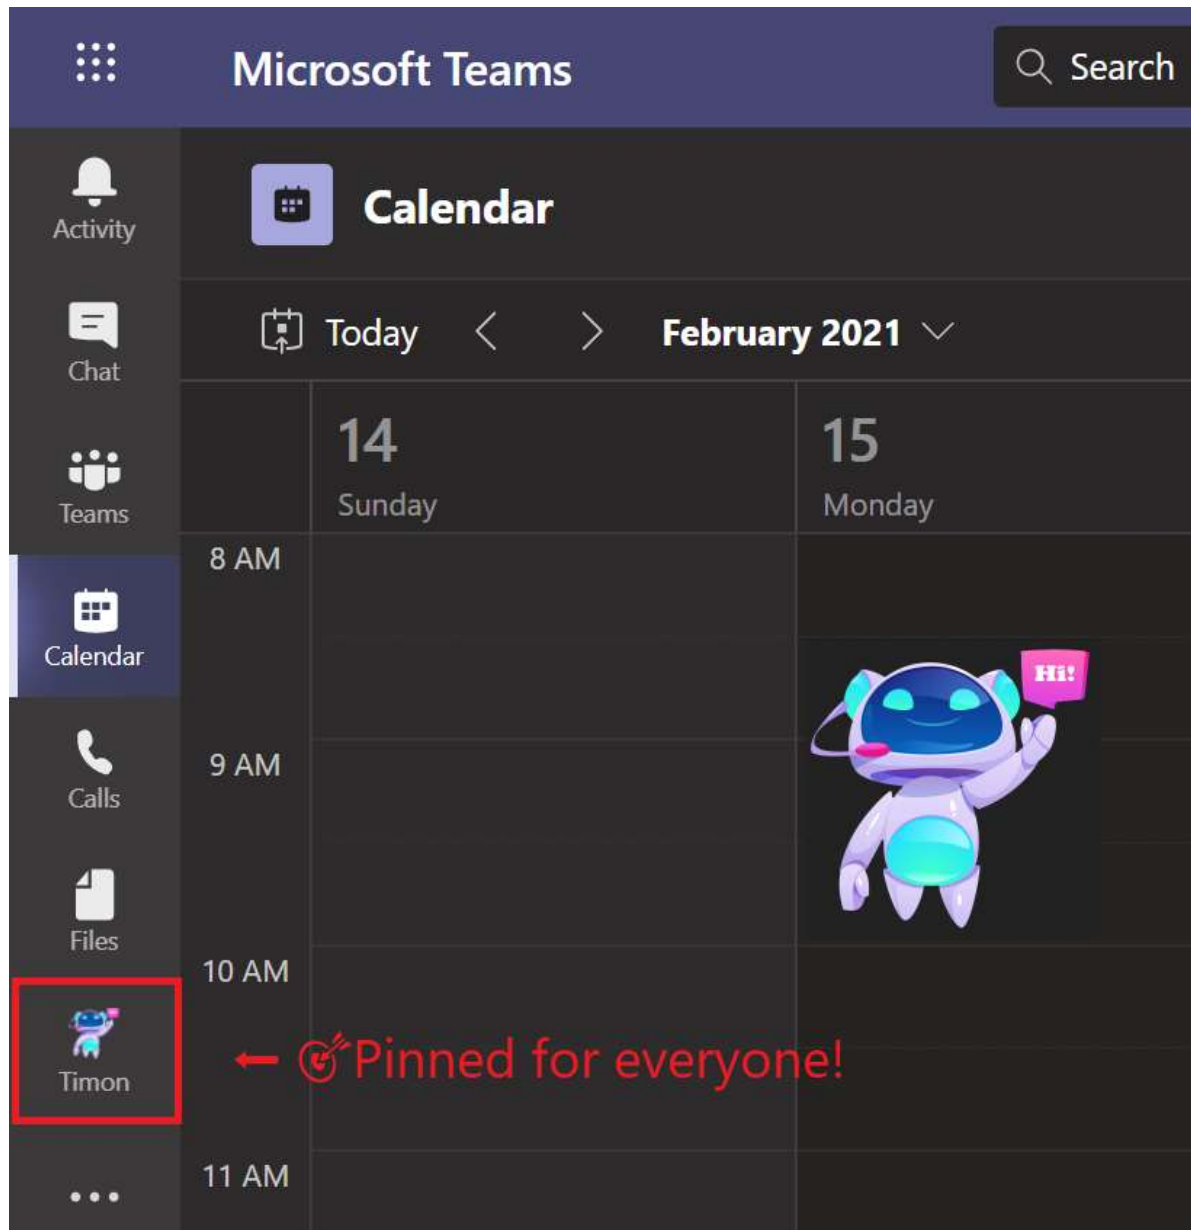 Microsoft Teams
Search
Activity
Chat
Teams
Calendar
Calls
Files
Timon
Calendar
Today
February 2021
14
Sunday
15
Monday
8 AM
9 AM
10 AM
11 AM
Hi!
Pinned for everyone!